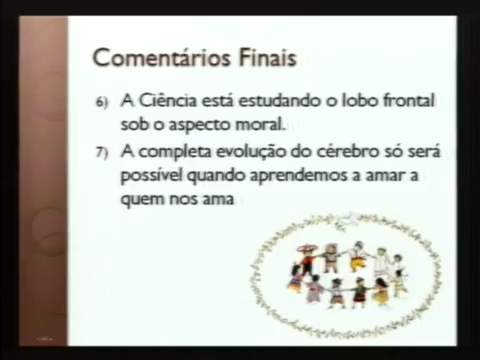 Comentários Finais
6) A Ciência está estudando o lobo frontal
sob o aspecto moral.
7) A completa evolução do cérebro só será
possível quando aprendemos a amar a
quem nos ama